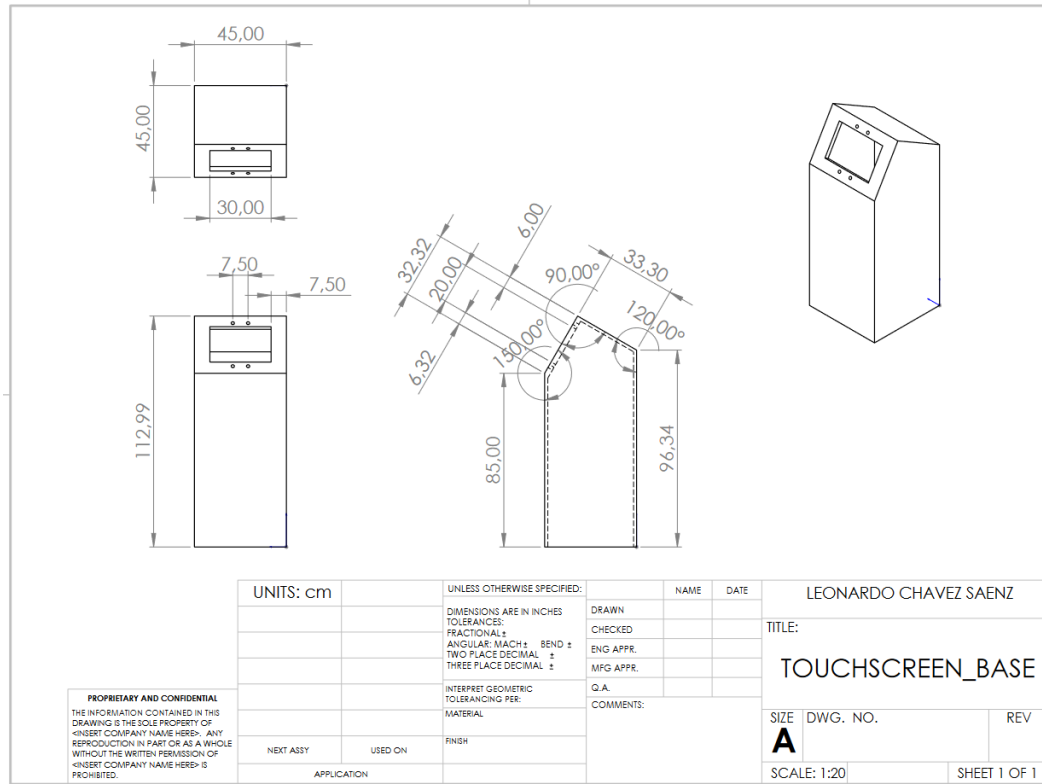 45,00
45,00
30,00
7,50
7,50
112,99
32,32
20,00
6,00
6,32
90,00°
33,30
150,00°
120,00°
85,00
96,34
UNITS: cm
UNLESS OTHERWISE SPECIFIED:
DIMENSIONS ARE IN INCHES
TOLERANCES:
FRACTIONAL±
ANGULAR: MACH± BEND ±
TWO PLACE DECIMAL ±
THREE PLACE DECIMAL ±
INTERPRET GEOMETRIC
TOLERANCING PER:
MATERIAL
FINISH
NAME DATE
DRAWN
CHECKED
ENG APPR.
MFG APPR.
Q.A.
COMMENTS:
LEONARDO CHAVEZ SAENZ
TITLE:
TOUCHSCREEN_BASE
SIZE DWG. NO. REV
A
SCALE: 1:20 SHEET 1 OF 1
PROPRIETARY AND CONFIDENTIAL
THE INFORMATION CONTAINED IN THIS
DRAWING IS THE SOLE PROPERTY OF
<INSERT COMPANY NAME HERE>. ANY
REPRODUCTION IN PART OR AS A WHOLE
WITHOUT THE WRITTEN PERMISSION OF
<INSERT COMPANY NAME HERE> IS
PROHIBITED.
NEXT ASSY USED ON
APPLICATION